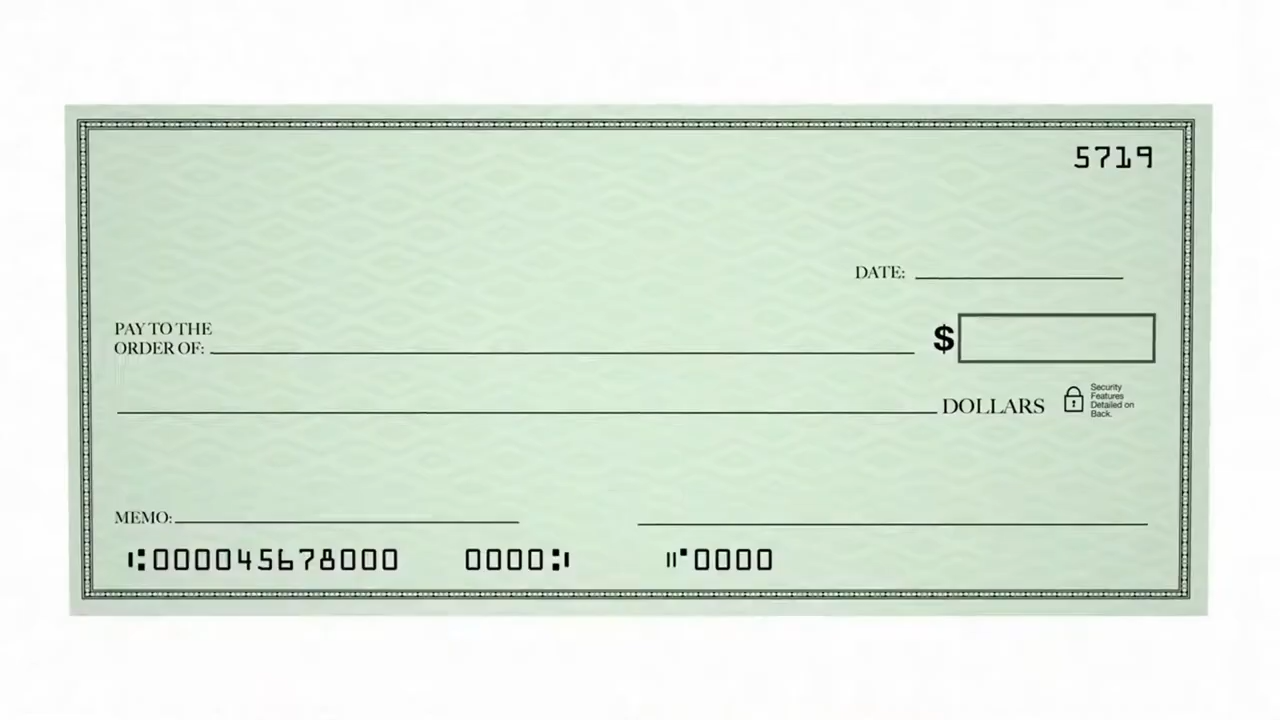 5719
DATE:
PAY TO THE
ORDER OF:
$
DOLLARS
Security
Features
Detailed on
Back.
MEMO:
⑆000045678000 0000⑆ ⑈0000